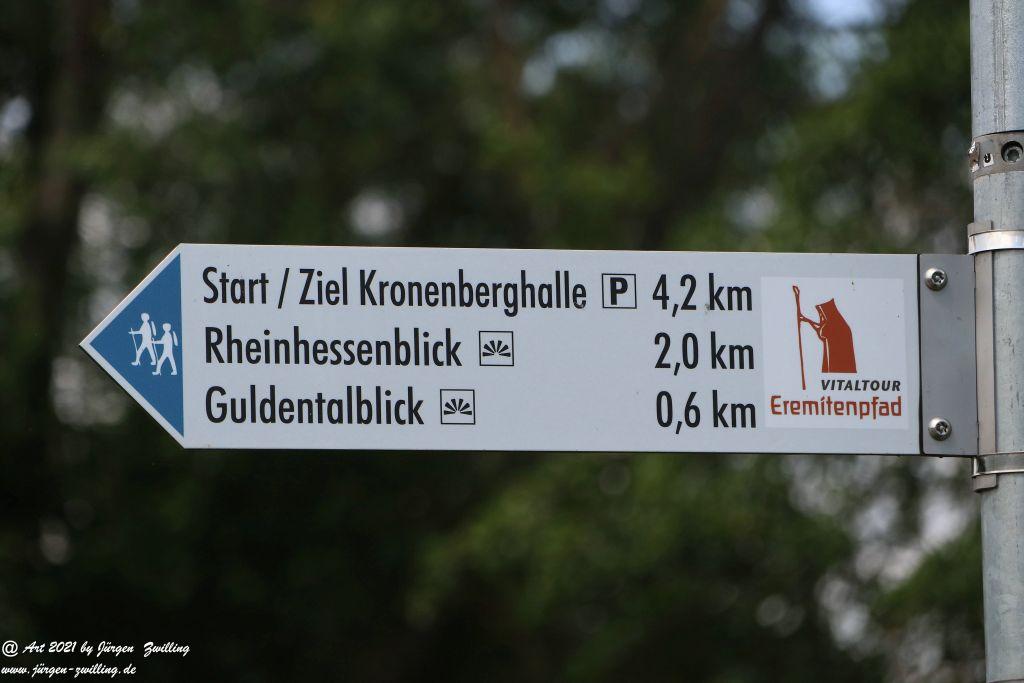 Start / Ziel Kronenberghalle P 4,2 km
Rheinhessenblick 2,0 km
Guldentalblick 0,6 km
VITALTOUR
Eremitenpfad
@ Art 2021 by Jürgen Zwilling
www.jürgen-zwilling.de